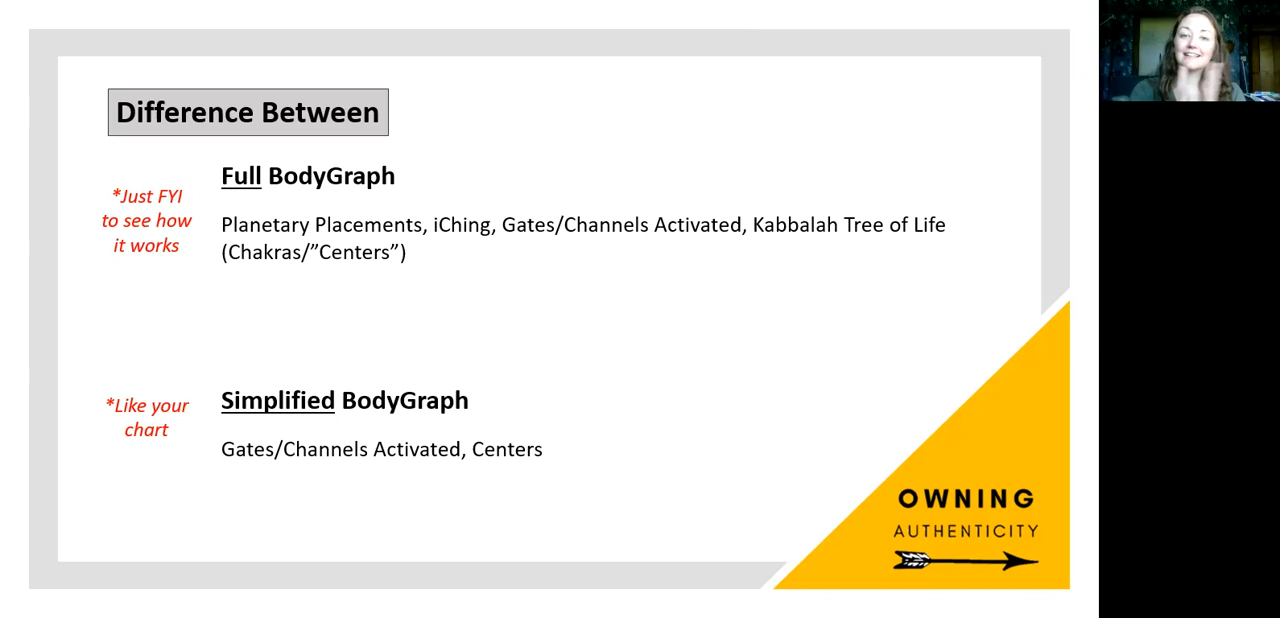 Difference Between
Full BodyGraph
*Just FYI
to see how
it works
Planetary Placements, iChing, Gates/Channels Activated, Kabbalah Tree of Life
(Chakras/”Centers”)
Simplified BodyGraph
*Like your
chart
Gates/Channels Activated, Centers
OWNING
AUTHENTICITY